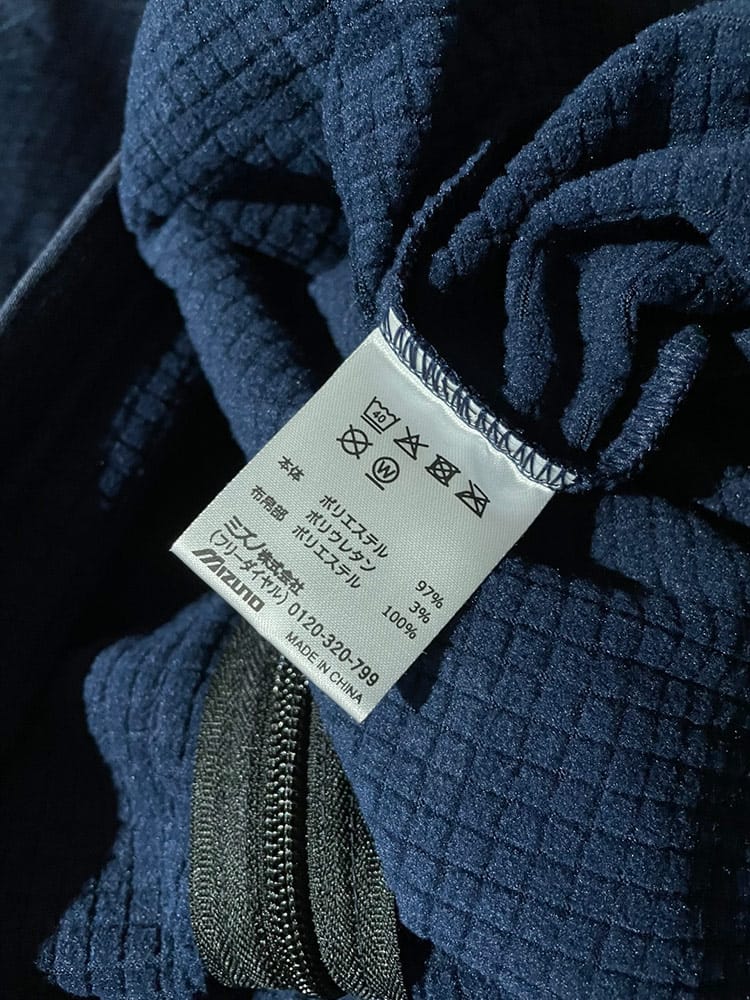 40
W
本体 ポリエステル 97%
ポリウレタン 3%
布帛部 ポリエステル 100%
ミズノ株式会社
(フリーダイヤル) 0120-320-799
MIZUNO
MADE IN CHINA